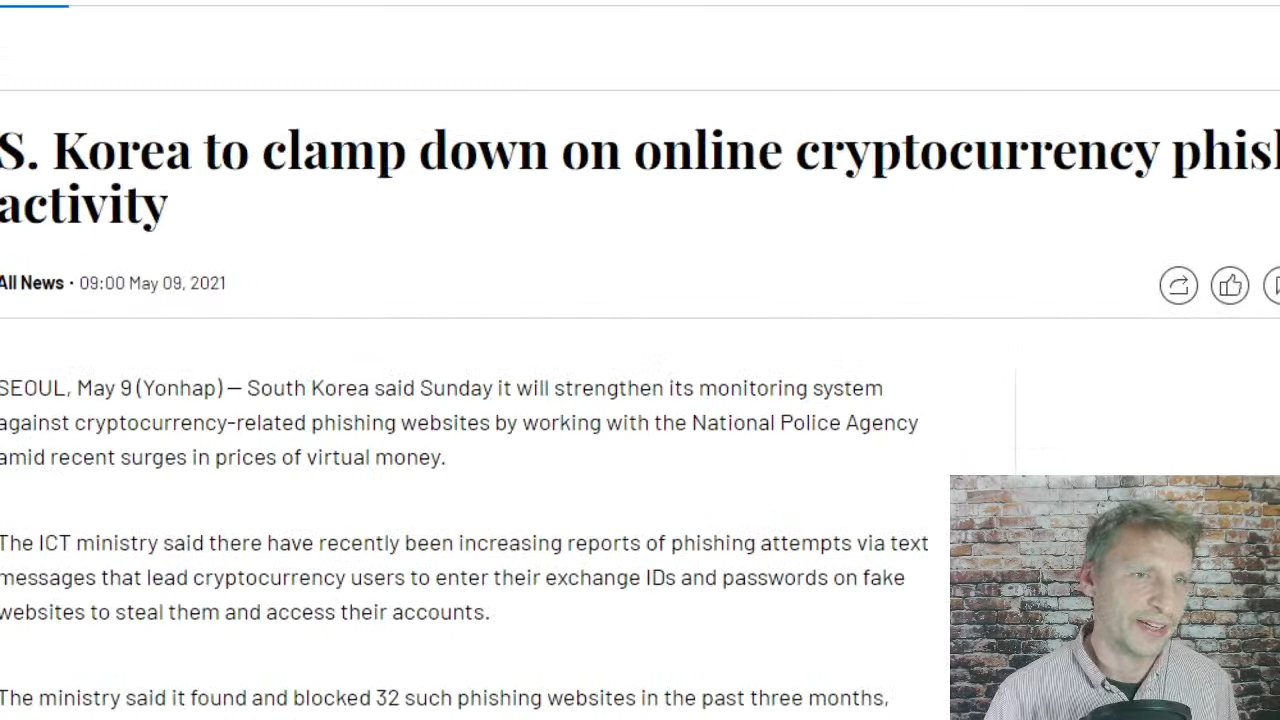 S. Korea to clamp down on online cryptocurrency
activity
All News · 09:00 May 09, 2021
SEOUL, May 9 (Yonhap) — South Korea said Sunday it will strengthen its monitoring system
against cryptocurrency-related phishing websites by working with the National Police Agency
amid recent surges in prices of virtual money.
The ICT ministry said there have recently been increasing reports of phishing attempts via text
messages that lead cryptocurrency users to enter their exchange IDs and passwords on fake
websites to steal them and access their accounts.
The ministry said it found and blocked 32 such phishing websites in the past three months,